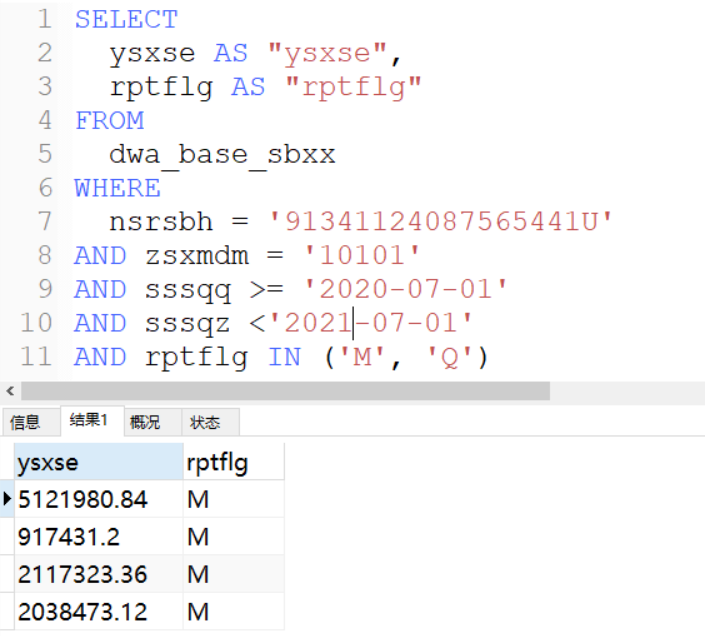 1 SELECT
2 ysxse AS "ysxse",
3 rptflg AS "rptflg"
4 FROM
5 dwa_base_sbxx
6 WHERE
7 nsrsbh = '91341124087565441U'
8 AND zsxmdm = '10101'
9 AND sssqq >= '2020-07-01'
10 AND sssqz <'2021-07-01'
11 AND rptflg IN ('M', 'Q')
信息 结果1 概况 状态
ysxse rptflg
5121980.84 M
917431.2 M
2117323.36 M
2038473.12 M